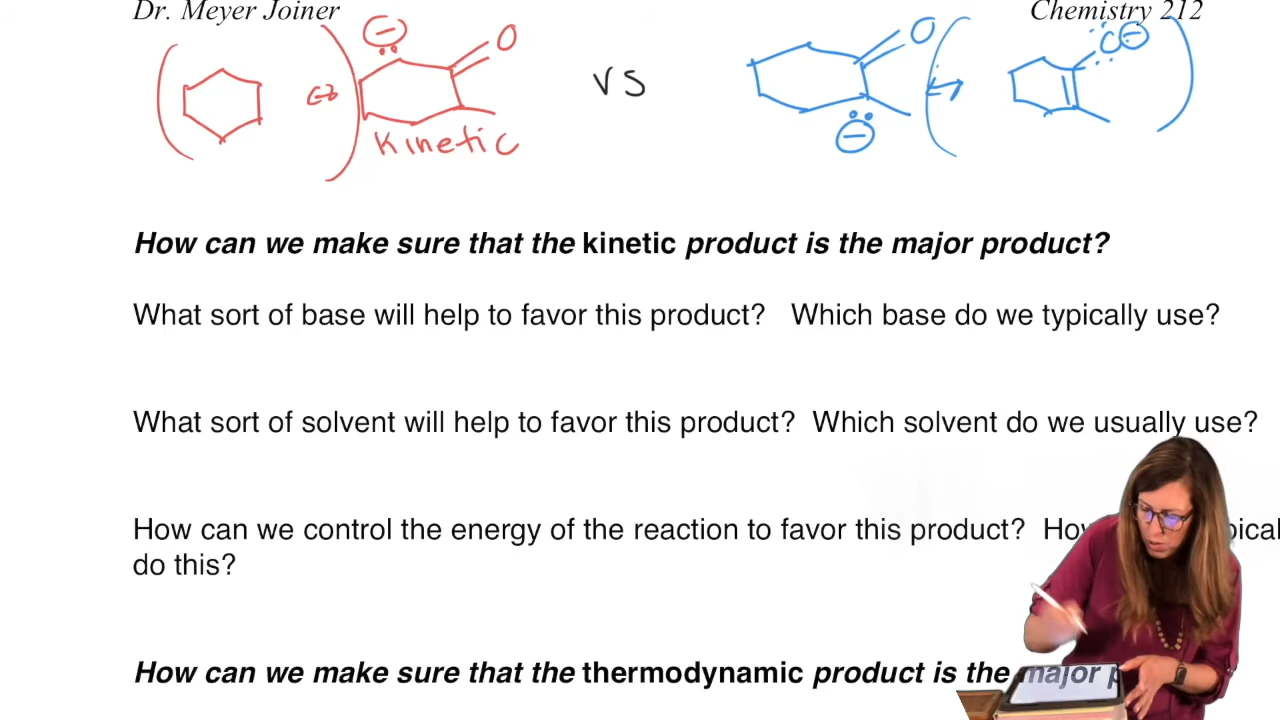 Dr. Meyer Joiner Chemistry 212
O vs O O
Kinetic
How can we make sure that the kinetic product is the major product?
What sort of base will help to favor this product? Which base do we typically use?
What sort of solvent will help to favor this product? Which solvent do we usually use?
How can we control the energy of the reaction to favor this product?
do this?
How can we make sure that the thermodynamic product is the major